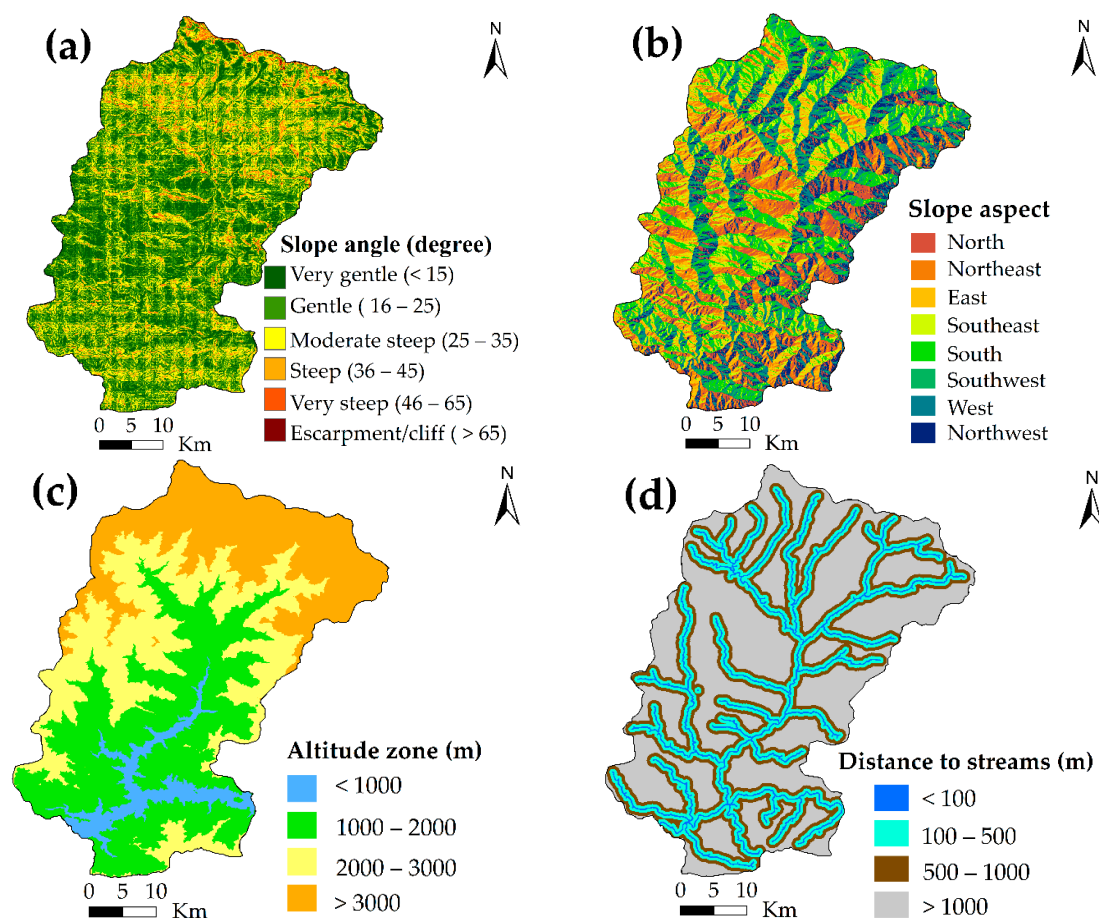 (a)
N
Slope angle (degree)
Very gentle (< 15)
Gentle ( 16 – 25)
Moderate steep (25 – 35)
Steep (36 – 45)
Very steep (46 – 65)
Escarpment/cliff ( > 65)
0 5 10
Km
(b)
N
Slope aspect
North
Northeast
East
Southeast
South
Southwest
West
Northwest
0 5 10
Km
(c)
N
Altitude zone (m)
< 1000
1000 – 2000
2000 – 3000
> 3000
0 5 10
Km
(d)
N
Distance to streams (m)
< 100
100 – 500
500 – 1000
> 1000
0 5 10
Km